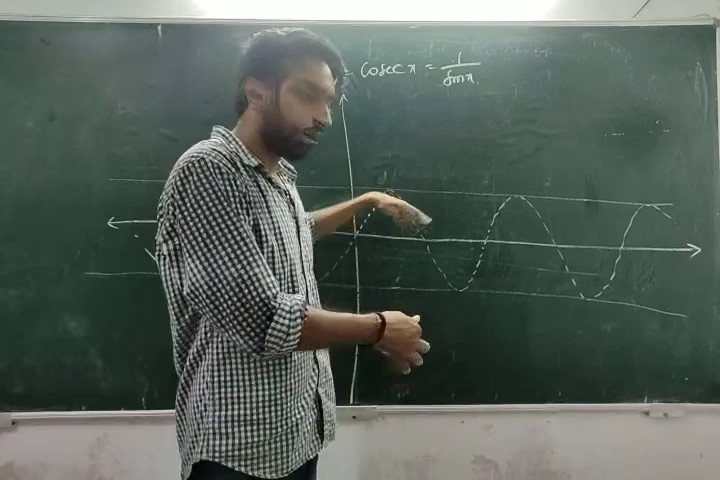 cosec x = 1/sin x